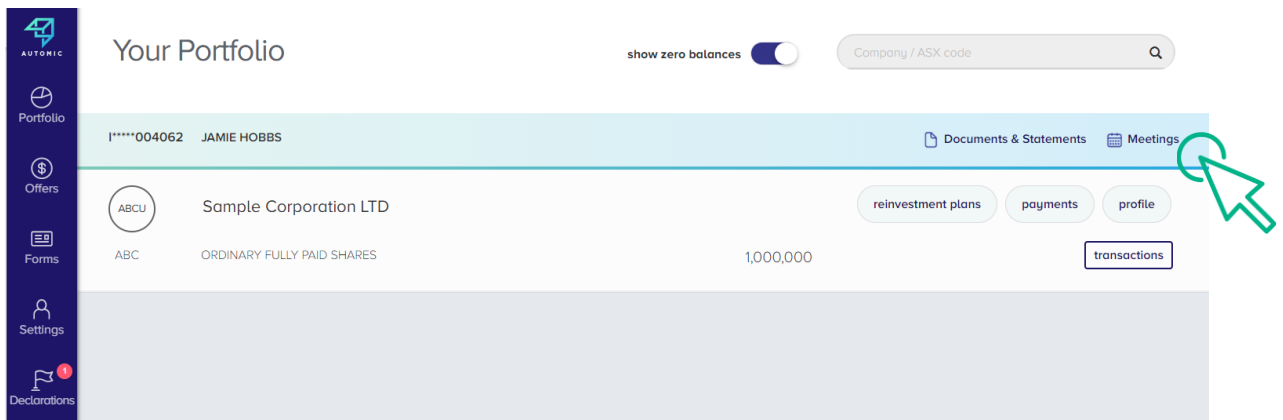 AUTOMIC
Portfolio
Offers
Forms
Settings
1
Declarations
Your Portfolio
show zero balances
Company / ASX code
I*****004062 JAMIE HOBBS
Documents & Statements
Meetings
ABCU
Sample Corporation LTD
reinvestment plans
payments
profile
ABC
ORDINARY FULLY PAID SHARES
1,000,000
transactions